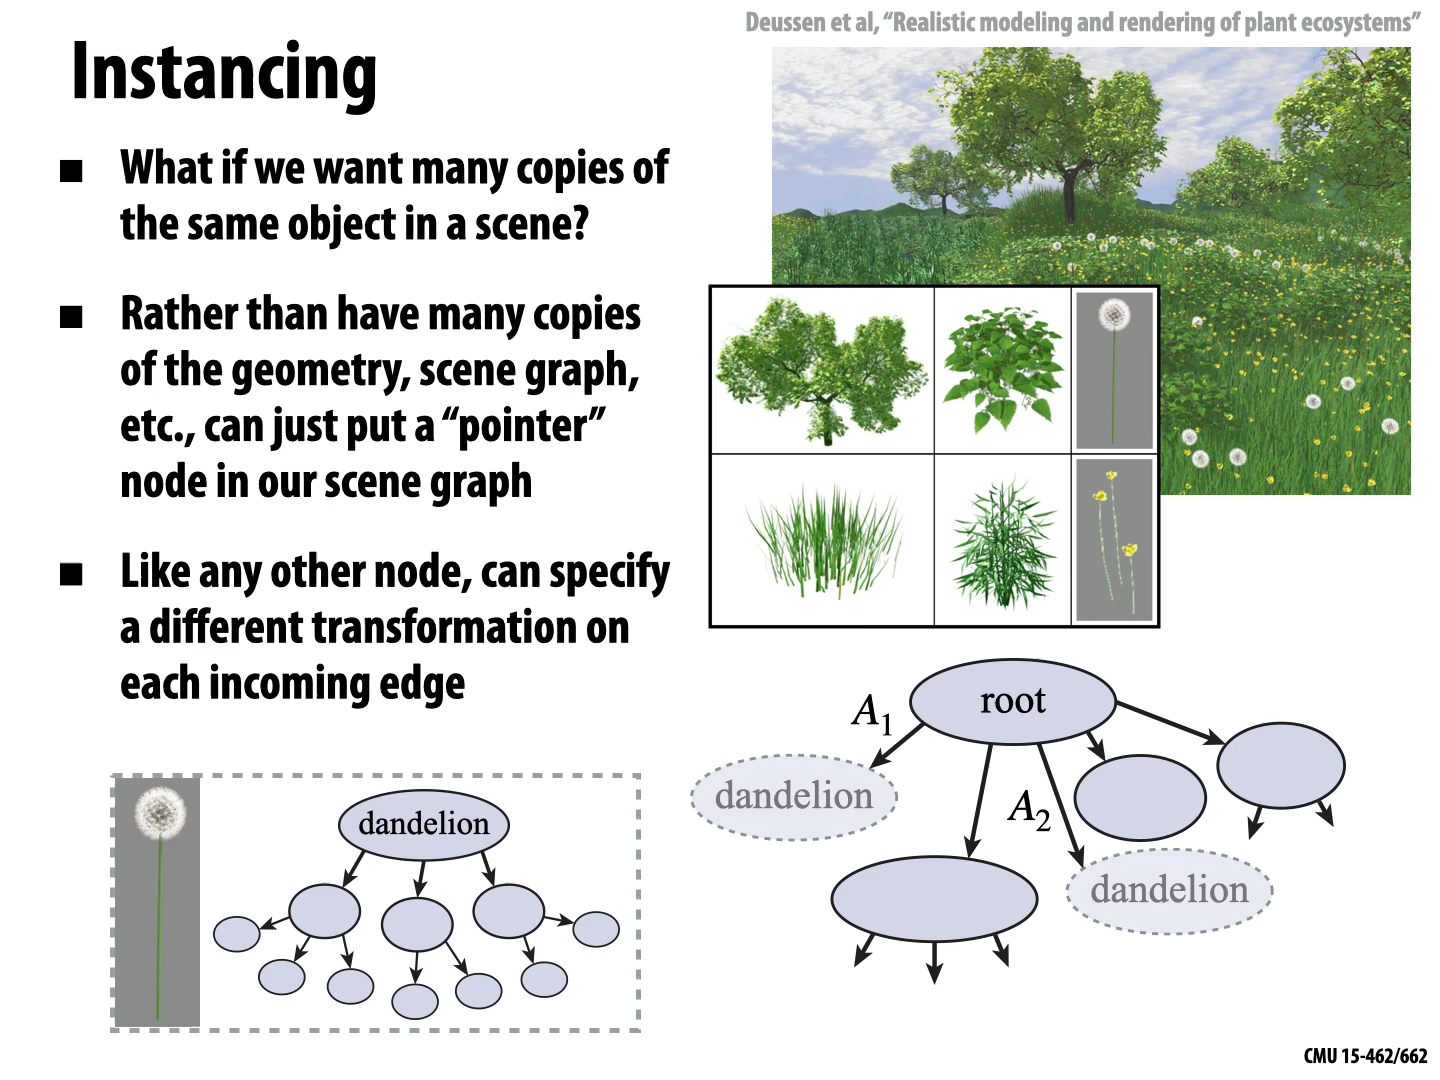 Deussen et al, “Realistic modeling and rendering of plant ecosystems”
Instancing
■ What if we want many copies of
the same object in a scene?
■ Rather than have many copies
of the geometry, scene graph,
etc., can just put a “pointer”
node in our scene graph
■ Like any other node, can specify
a different transformation on
each incoming edge
dandelion
root
A1
dandelion
A2
dandelion
CMU 15-462/662